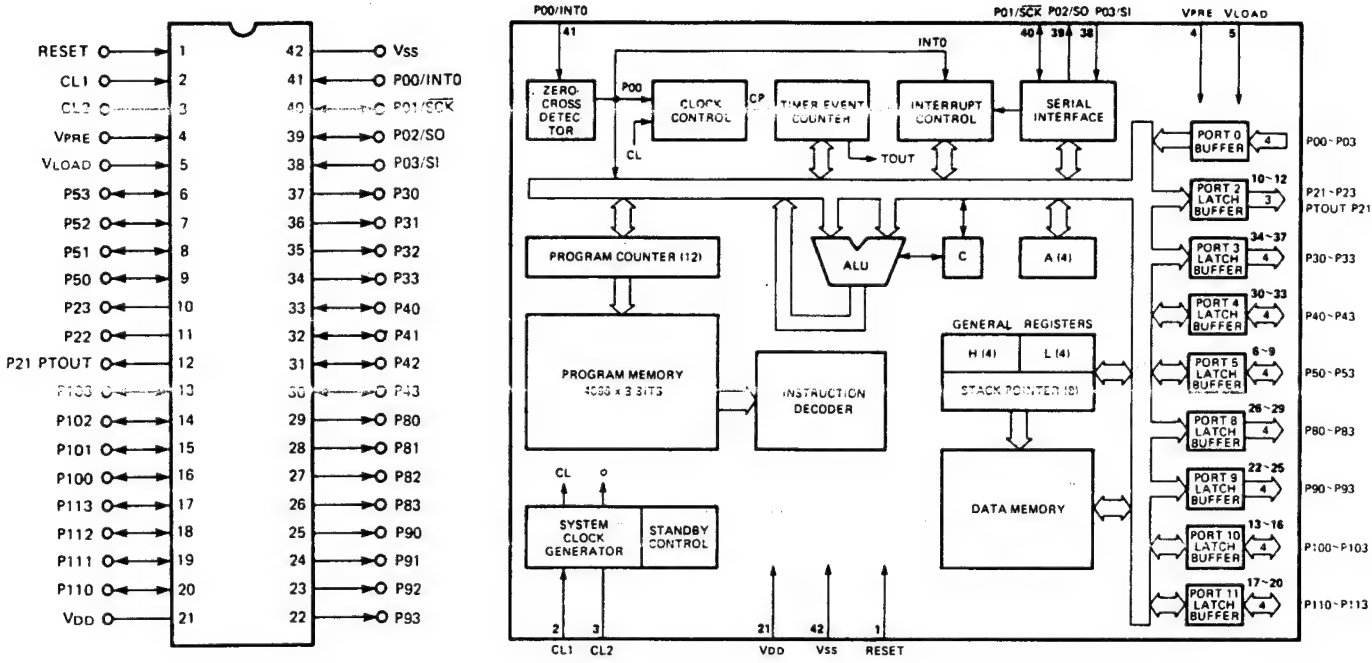 RESET 1 42 VSS
CL1 2 41 P00/INT0
CL2 3 40 P01/SCK
VPRE 4 39 P02/SO
VLOAD 5 38 P03/SI
P53 6 37 P30
P52 7 36 P31
P51 8 35 P32
P50 9 34 P33
P23 10 33 P40
P22 11 32 P41
P21 PTOUT 12 31 P42
P103 13 30 P43
P102 14 29 P80
P101 15 28 P81
P100 16 27 P82
P113 17 26 P83
P112 18 25 P90
P111 19 24 P91
P110 20 23 P92
VDD 21 22 P93
P00/INT0
41
P01/SCK P02/SO P03/SI
40 39 38
VPRE VLOAD
4 5
INT0
ZERO-
CROSS
DETEC
TOR
P00
CL
CLOCK
CONTROL
CP
TIMER EVENT
COUNTER
TOUT
INTERRUPT
CONTROL
SERIAL
INTERFACE
PROGRAM COUNTER (12)
ALU
C
A (4)
PROGRAM MEMORY
4096 x 8 BITS
INSTRUCTION
DECODER
GENERAL REGISTERS
H (4) L (4)
STACK POINTER (8)
DATA MEMORY
CL
SYSTEM
CLOCK
GENERATOR
STANDBY
CONTROL
2 3 21 42 1
CL1 CL2 VDD VSS RESET
PORT 0
BUFFER
4
P00~P03
10~12
PORT 2
LATCH
BUFFER
3
P21~P23
PTOUT P21
34~37
PORT 3
LATCH
BUFFER
4
P30~P33
30~33
PORT 4
LATCH
BUFFER
4
P40~P43
6~9
PORT 5
LATCH
BUFFER
4
P50~P53
26~29
PORT 8
LATCH
BUFFER
4
P80~P83
22~25
PORT 9
LATCH
BUFFER
4
P90~P93
13~16
PORT 10
LATCH
BUFFER
4
P100~P103
17~20
PORT 11
LATCH
BUFFER
4
P110~P113